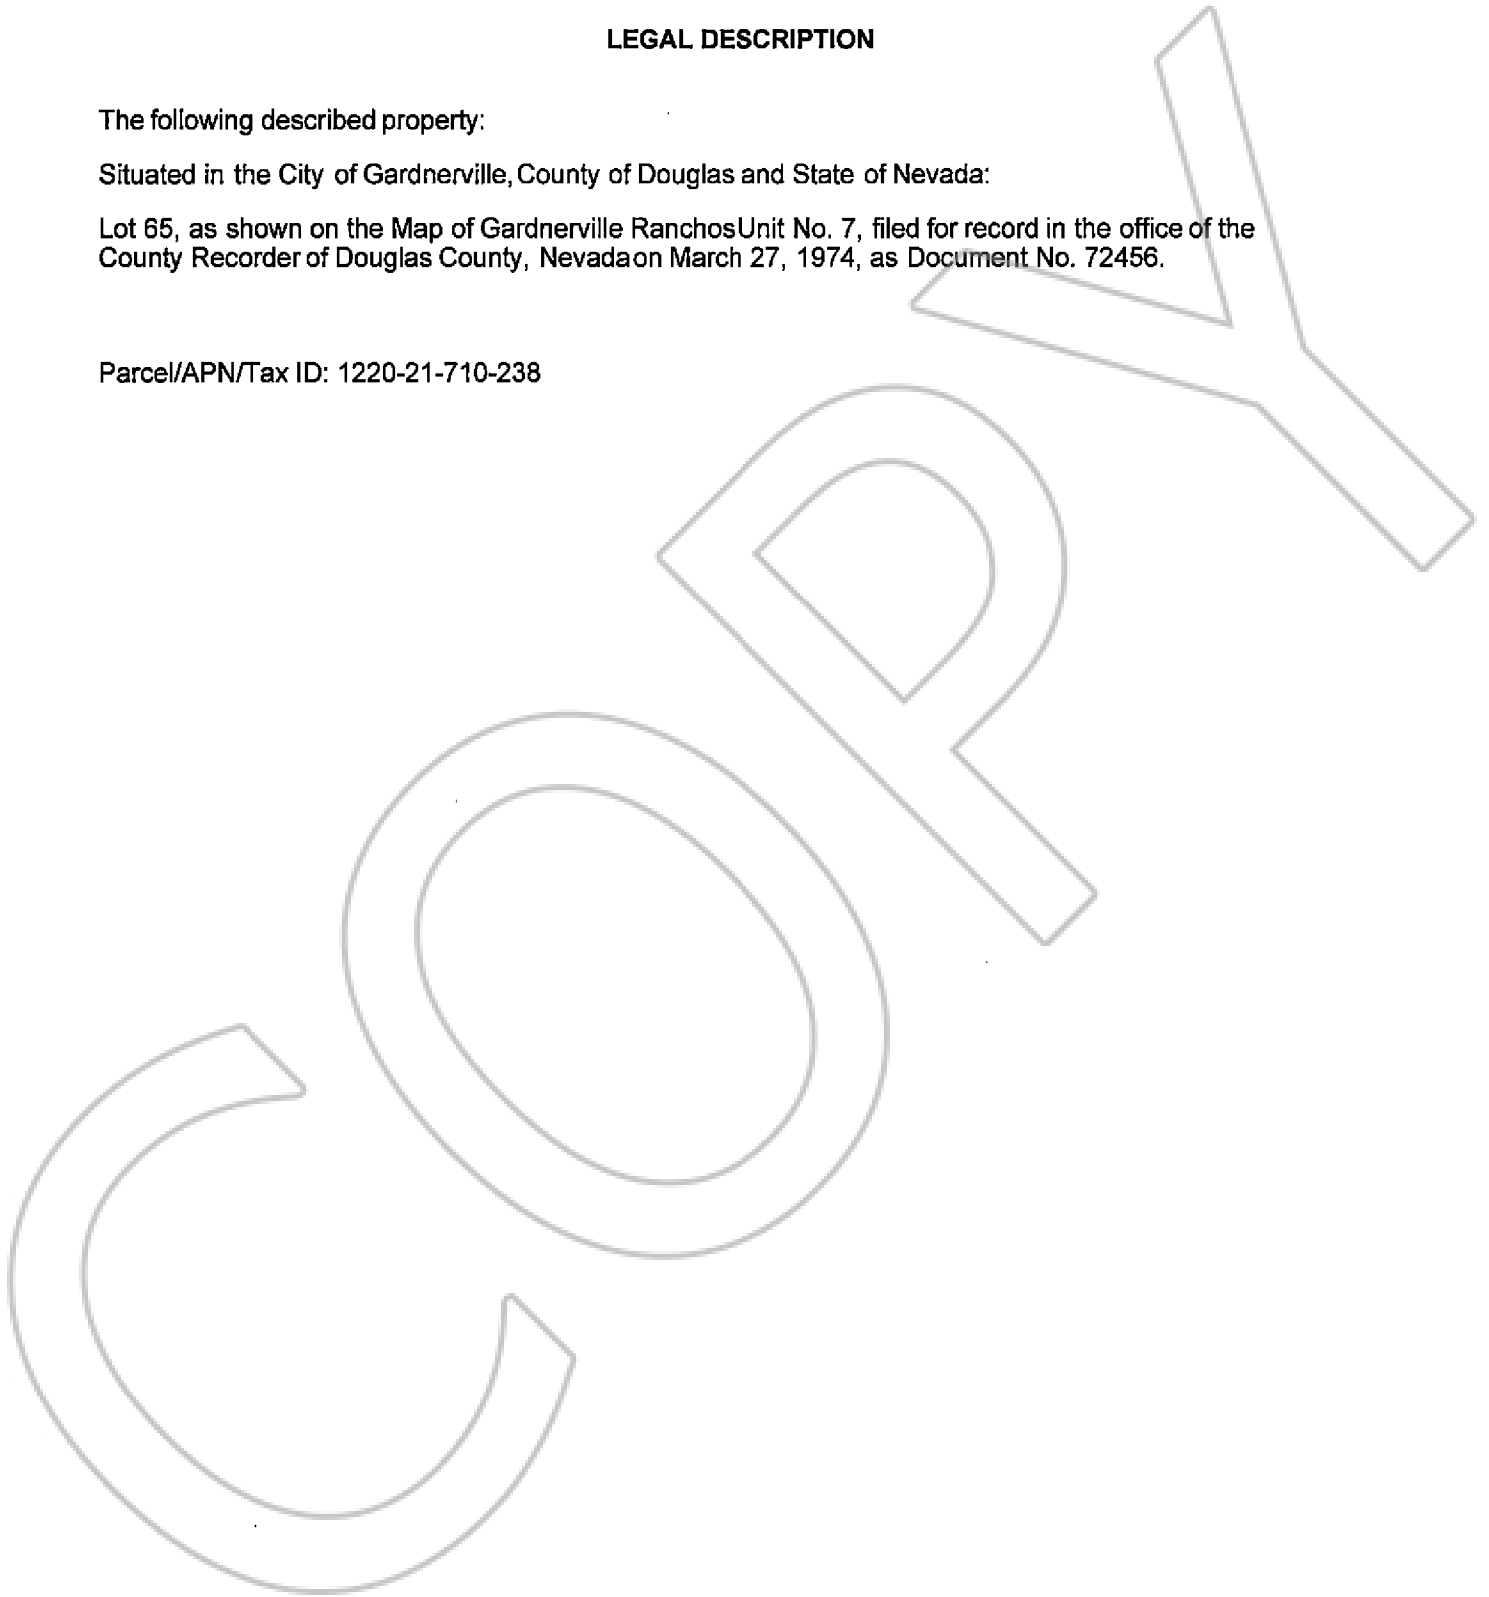 LEGAL DESCRIPTION
The following described property:
Situated in the City of Gardnerville, County of Douglas and State of Nevada:
Lot 65, as shown on the Map of Gardnerville Ranchos Unit No. 7, filed for record in the office of the
County Recorder of Douglas County, Nevada on March 27, 1974, as Document No. 72456.
Parcel/APN/Tax ID: 1220-21-710-238
COPY